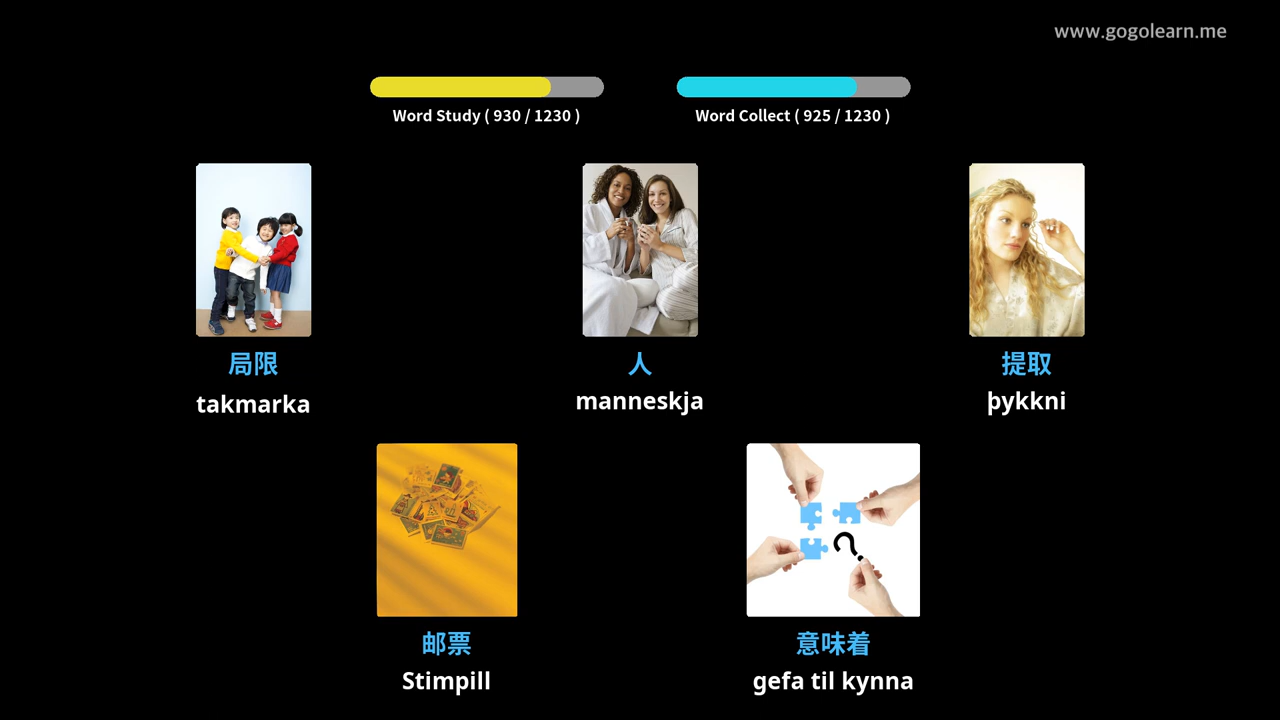 www.gogolearn.me
Word Study ( 930 / 1230 )
Word Collect ( 925 / 1230 )
局限
takmarka
人
manneskja
提取
þykkni
邮票
Stimpill
意味着
gefa til kynna